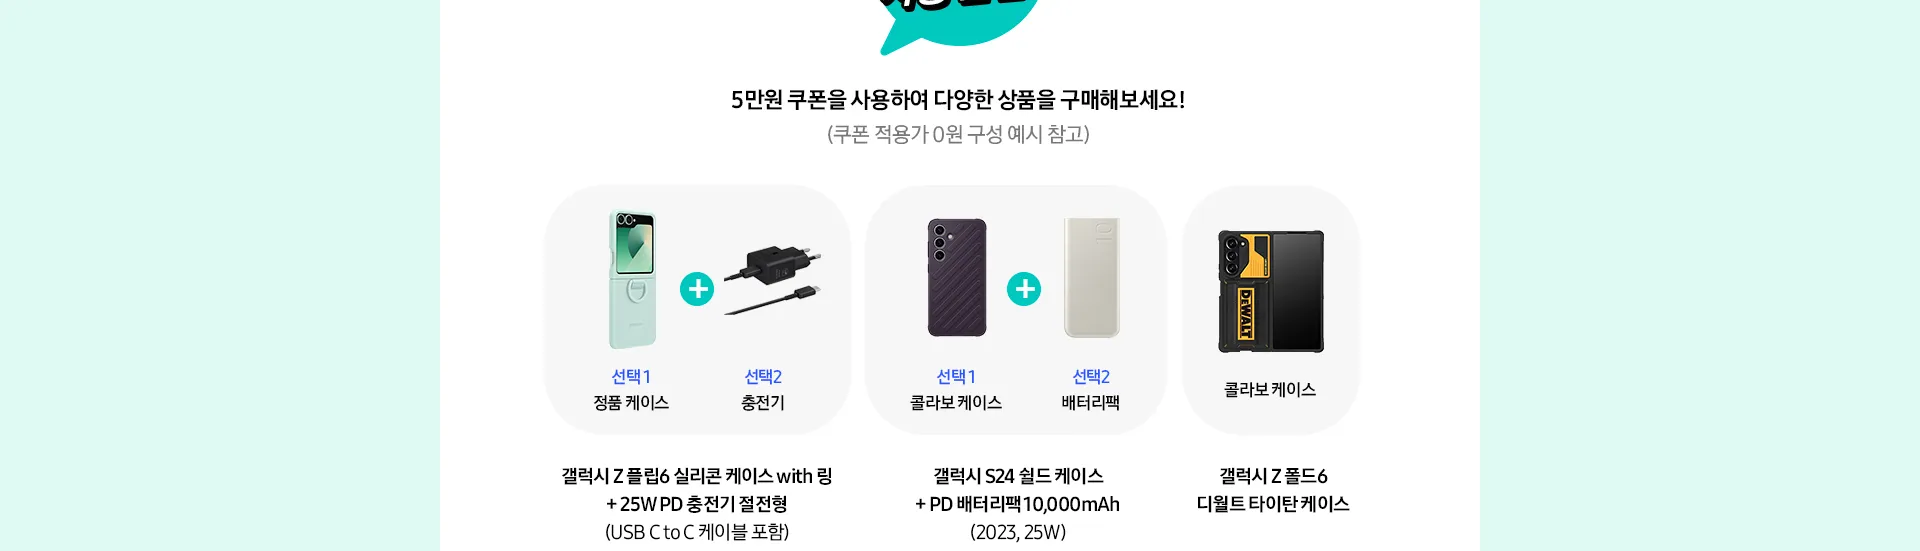 5만원 쿠폰을 사용하여 다양한 상품을 구매해보세요!
(쿠폰 적용가 0원 구성 예시 참고)
DEWALT
선택1 선택2
정품 케이스 충전기
선택1 선택2
콜라보 케이스 배터리팩
콜라보 케이스
갤럭시 Z 플립6 실리콘 케이스 with 링
+ 25W PD 충전기 절전형
(USB C to C 케이블 포함)
갤럭시 S24 쉴드 케이스
+ PD 배터리팩 10,000mAh
(2023, 25W)
갤럭시 Z 폴드6
디월트 타이탄 케이스